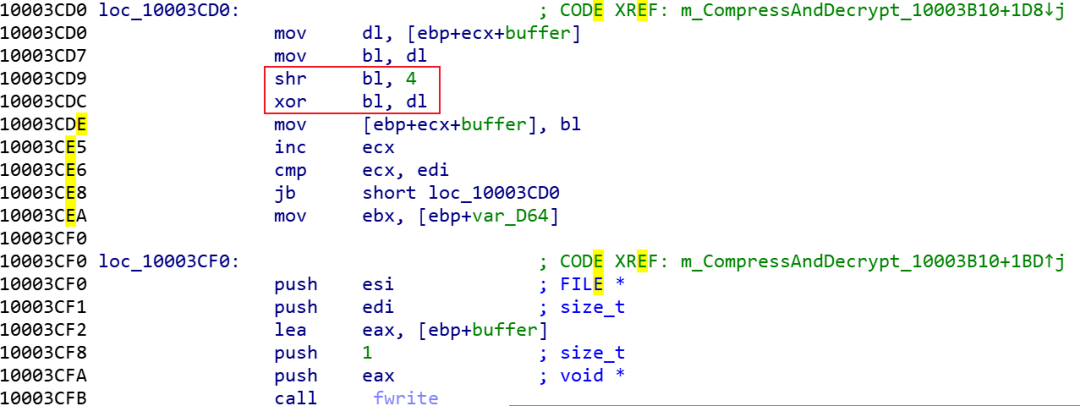 10003CD0 loc_10003CD0: ; CODE XREF: m_CompressAndDecrypt_10003B10+1D8↓j
10003CD0 mov dl, [ebp+ecx+buffer]
10003CD7 mov bl, dl
10003CD9 shr bl, 4
10003CDC xor bl, dl
10003CDE mov [ebp+ecx+buffer], bl
10003CE5 inc ecx
10003CE6 cmp ecx, edi
10003CE8 jb short loc_10003CD0
10003CEA mov ebx, [ebp+var_D64]
10003CF0
10003CF0 loc_10003CF0: ; CODE XREF: m_CompressAndDecrypt_10003B10+1BD↑j
10003CF0 push esi ; FILE *
10003CF1 push edi ; size_t
10003CF2 lea eax, [ebp+buffer]
10003CF8 push 1 ; size_t
10003CFA push eax ; void *
10003CFB call fwrite